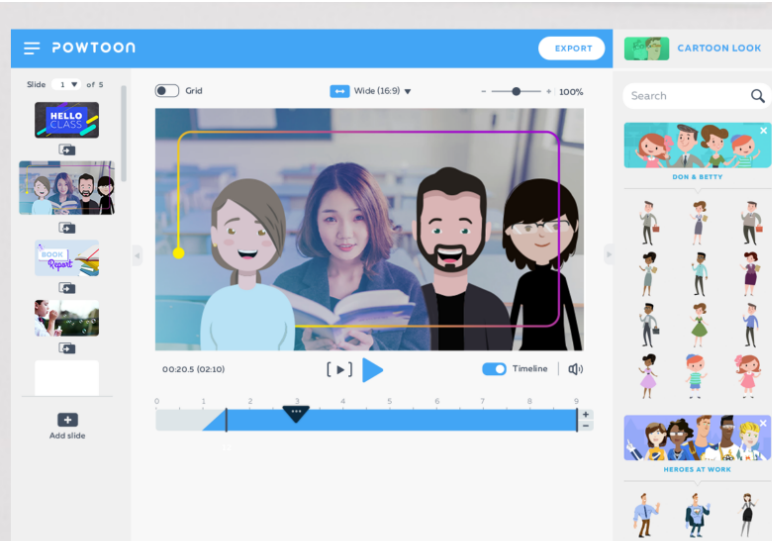 POWTOON
EXPORT
CARTOON LOOK
Slide 1 of 5
Grid
Wide (16:9)
- + 100%
Search
HELLO
CLASS
DON & BETTY
BOOK
Report
00:20.5 (02:10)
[ ]
Timeline
0 1 2 3 4 5 6 7 8 9
+
-
Add slide
HEROES AT WORK